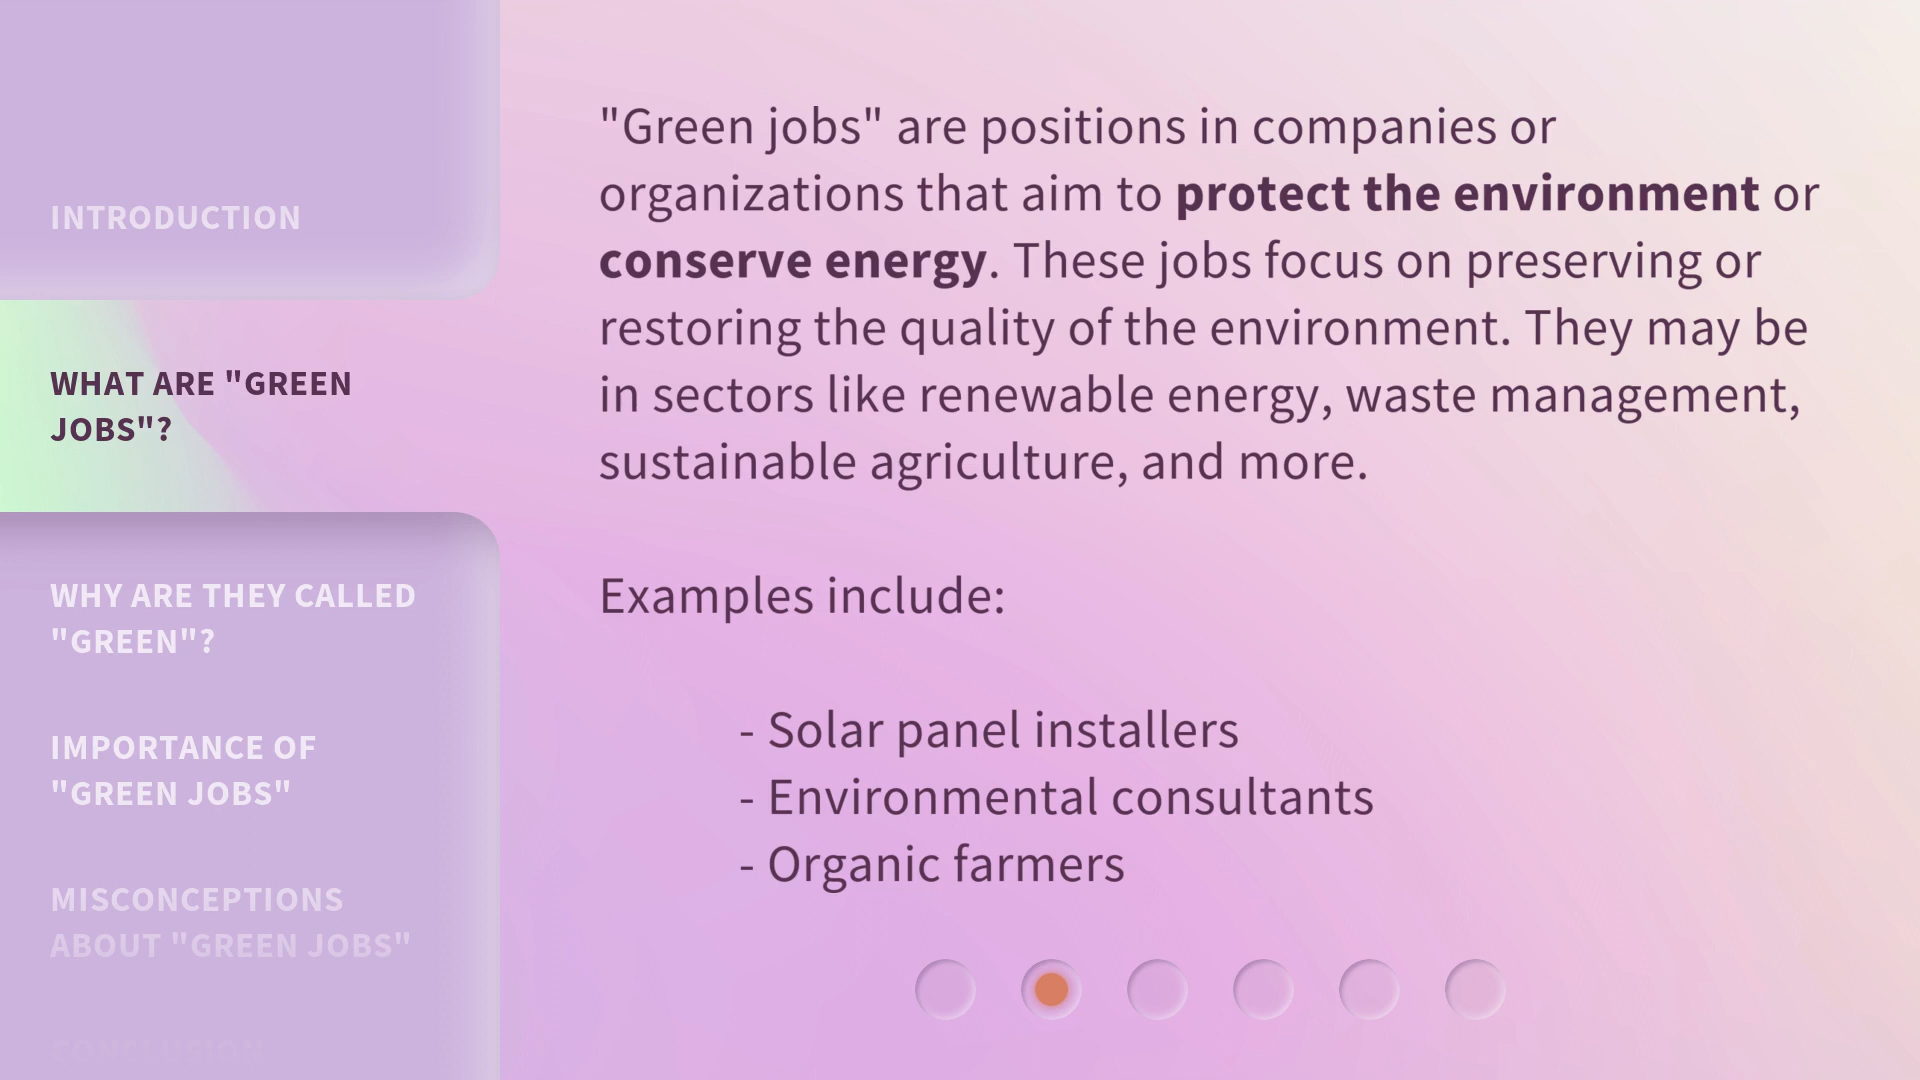 INTRODUCTION
WHAT ARE "GREEN
JOBS"?
WHY ARE THEY CALLED
"GREEN"?
IMPORTANCE OF
"GREEN JOBS"
MISCONCEPTIONS
ABOUT "GREEN JOBS"
CONCLUSION
"Green jobs" are positions in companies or
organizations that aim to protect the environment or
conserve energy. These jobs focus on preserving or
restoring the quality of the environment. They may be
in sectors like renewable energy, waste management,
sustainable agriculture, and more.
Examples include:
- Solar panel installers
- Environmental consultants
- Organic farmers